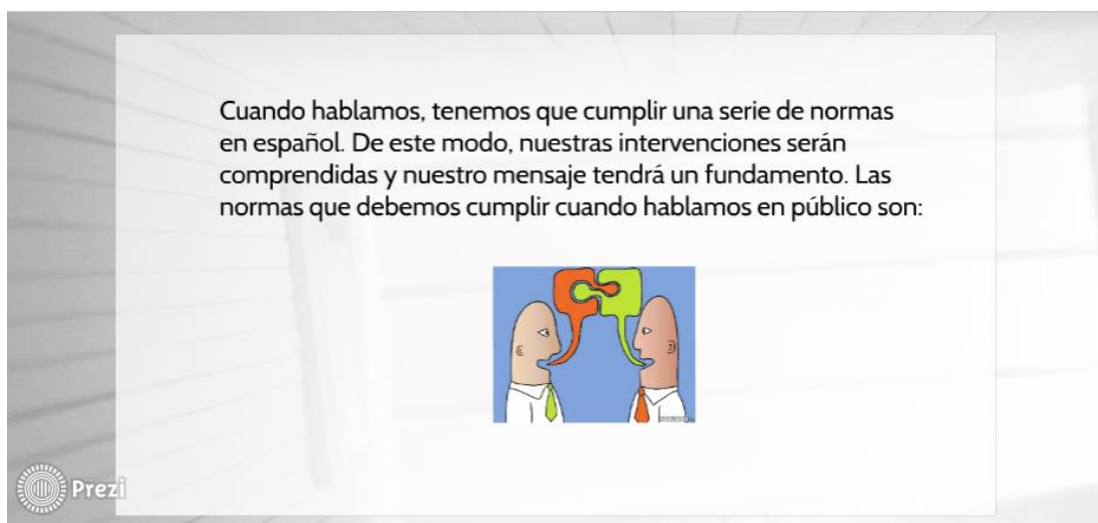 Cuando hablamos, tenemos que cumplir una serie de normas
en español. De este modo, nuestras intervenciones serán
comprendidas y nuestro mensaje tendrá un fundamento. Las
normas que debemos cumplir cuando hablamos en público son:
Prezi